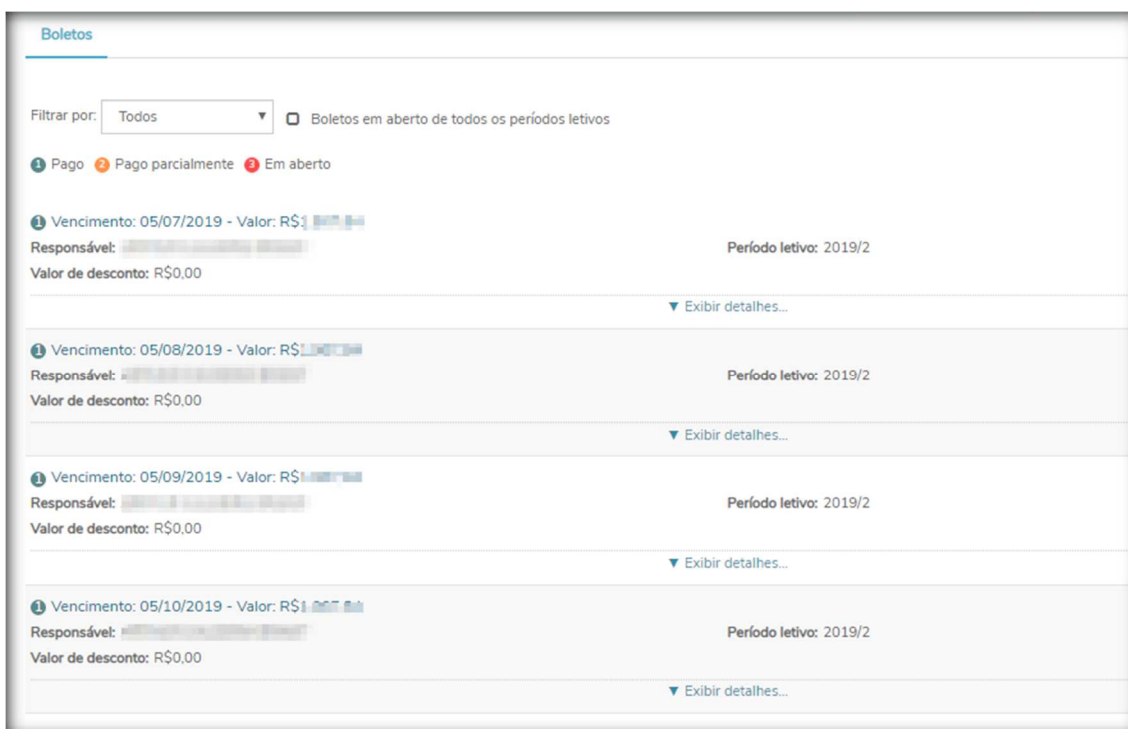 Boletos
Filtrar por: Todos ▼ Boletos em aberto de todos os períodos letivos
1 Pago 2 Pago parcialmente 3 Em aberto
1 Vencimento: 05/07/2019 - Valor: R$
Responsável: Período letivo: 2019/2
Valor de desconto: R$0,00
▼ Exibir detalhes...
1 Vencimento: 05/08/2019 - Valor: R$
Responsável: Período letivo: 2019/2
Valor de desconto: R$0,00
▼ Exibir detalhes...
1 Vencimento: 05/09/2019 - Valor: R$
Responsável: Período letivo: 2019/2
Valor de desconto: R$0,00
▼ Exibir detalhes...
1 Vencimento: 05/10/2019 - Valor: R$
Responsável: Período letivo: 2019/2
Valor de desconto: R$0,00
▼ Exibir detalhes...